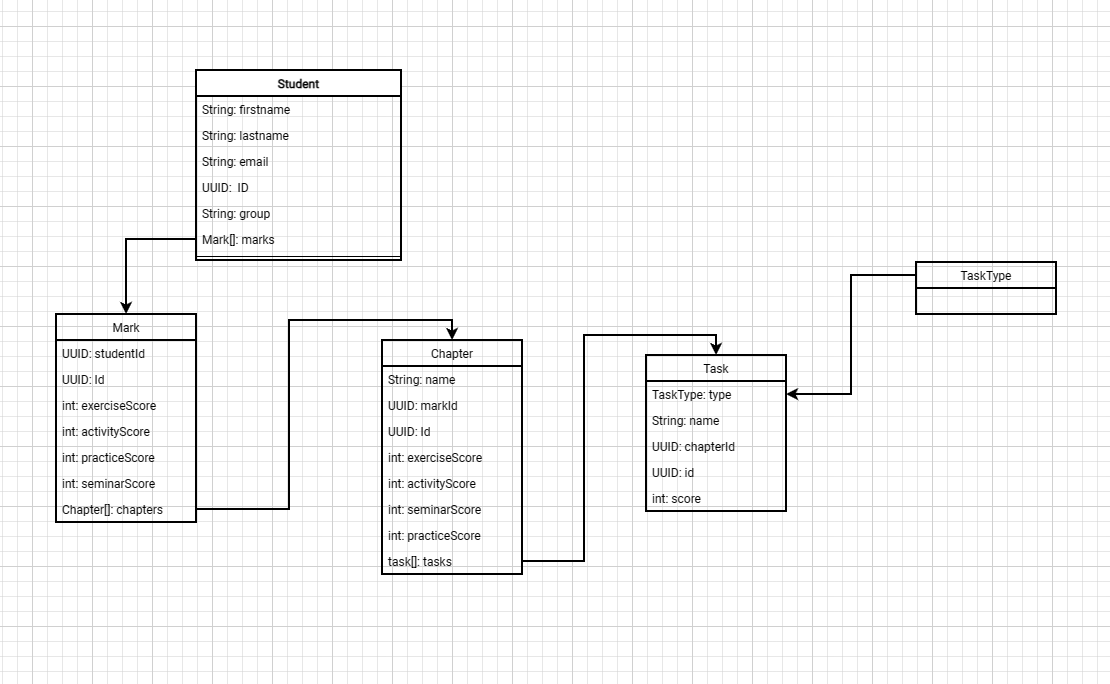 Student
String: firstname
String: lastname
String: email
UUID:  ID
String: group
Mark[]: marks
Mark
UUID: studentId
UUID: Id
int: exerciseScore
int: activityScore
int: practiceScore
int: seminarScore
Chapter[]: chapters
Chapter
String: name
UUID: markId
UUID: Id
int: exerciseScore
int: activityScore
int: seminarScore
int: practiceScore
task[]: tasks
Task
TaskType: type
String: name
UUID: chapterId
UUID: id
int: score
TaskType